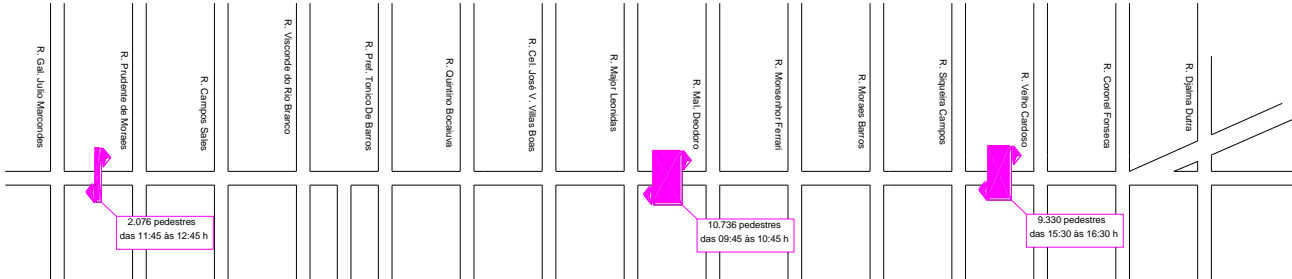 R. Gal. Julio Marcondes
R. Prudente de Moraes
R. Campos Sales
R. Visconde do Rio Branco
R. Pref. Tonico De Barros
R. Quintino Bocaiuva
R. Cel. José V. Villas Boas
R. Major Leonidas
R. Mal. Deodoro
R. Monsenhor Ferrari
R. Moraes Barros
R. Siqueira Campos
R. Velho Cardoso
R. Coronel Fonseca
R. Djalma Dutra
2.076 pedestres
das 11:45 às 12:45 h
10.736 pedestres
das 09:45 às 10:45 h
9.330 pedestres
das 15:30 às 16:30 h